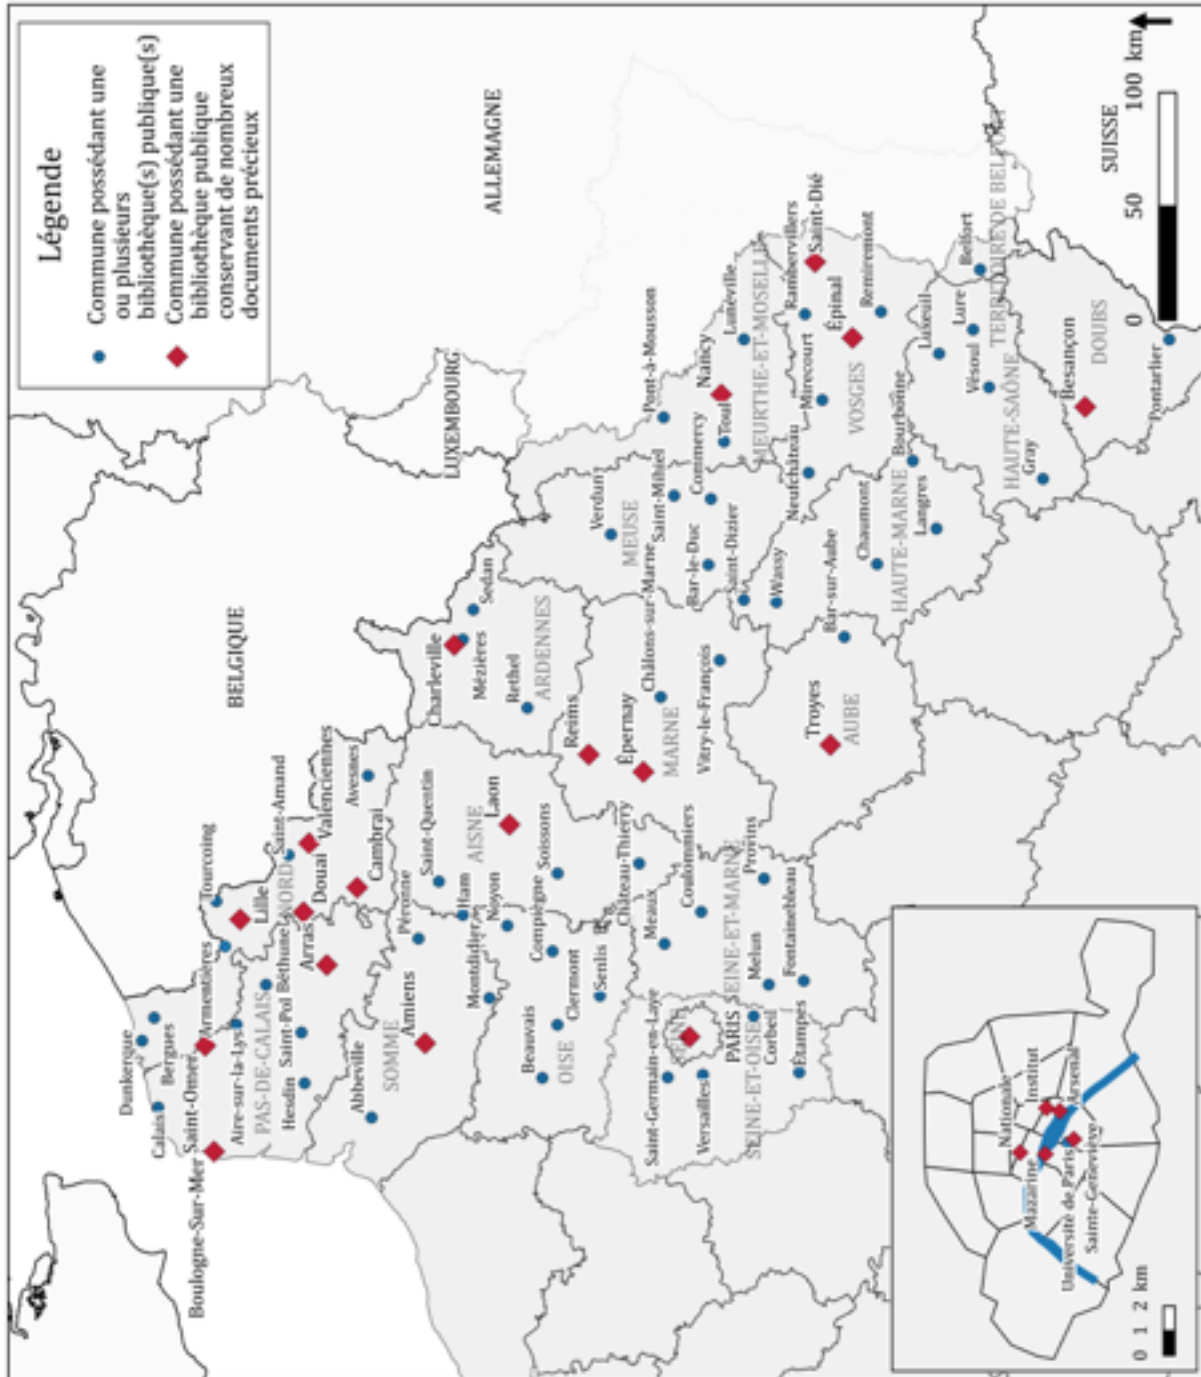 Légende
Commune possédant une
ou plusieurs
bibliothèque(s) publique(s)
Commune possédant une
bibliothèque publique
conservant de nombreux
documents précieux
BELGIQUE
LUXEMBOURG
ALLEMAGNE
SUISSE
Dunkerque
Calais
Bergues
Boulogne-Sur-Mer
Saint-Omer
Armentières
Tourcoing
Lille
Aire-sur-la-Lys
PAS-DE-CALAIS
Béthune
NORD
Saint-Amand
Hesdin
Saint-Pol
Arras
Douai
Valenciennes
Cambrai
Avesnes
Abbeville
SOMME
Amiens
Péronne
Saint-Quentin
Charleville
Mézières
Sedan
Montdidier
Ham
AISNE
Noyon
Laon
Rethel
ARDENNES
Beauvais
OISE
Clermont
Compiègne
Soissons
Senlis
Reims
Verdun
MEUSE
Château-Thierry
Épernay
MARNE
Châlons-sur-Marne
Saint-Mihiel
Pont-à-Mousson
Saint-Germain-en-Laye
SEINE
Meaux
Versailles
PARIS
Coulommiers
Vitry-le-François
Bar-le-Duc
Commercy
Toul
Nancy
Lunéville
SEINE-ET-OISE
SEINE-ET-MARNE
Corbeil
Melun
Provins
Saint-Dizier
MEURTHE-ET-MOSELLE
Étampes
Fontainebleau
Wassy
Neufchâteau
Mirecourt
Rambervillers
Saint-Dié
Troyes
AUBE
Bar-sur-Aube
Épinal
VOSGES
Remiremont
Chaumont
HAUTE-MARNE
Langres
Bourbonne
Luxeuil
Lure
Belfort
Vésoul
TERRITOIRE DE BELFORT
HAUTE-SAÔNE
Gray
Besançon
DOUBS
Pontarlier
0 50 100 km
Nationale
Institut
Mazarine
Arsenal
Université de Paris
Sainte-Geneviève
0 1 2 km